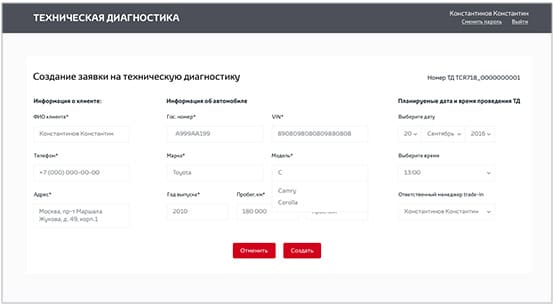 ТЕХНИЧЕСКАЯ ДИАГНОСТИКА
Константинов Константин
Сменить пароль Выйти
Создание заявки на техническую диагностику
Номер ТД TCR718_0000000001
Информация о клиенте:
Информация об автомобиле
Планируемые дата и время проведения ТД
ФИО клиента*
Гос. номер*
VIN*
Выберите дату
Константинов Константин
A999AA199
8908098080809880808
20 Сентябрь 2016
Телефон*
Марка*
Модель*
Выберите время
+7 (000) 000-00-00
Toyota
C
13:00
Camry
Corolla
Адрес*
Год выпуска*
Пробег, км*
Ответственный менеджер trade-in
Москва, пр-т Маршала
Жукова, д. 49, корп.1
2010
180 000
Константинов Константин
Отменить
Создать